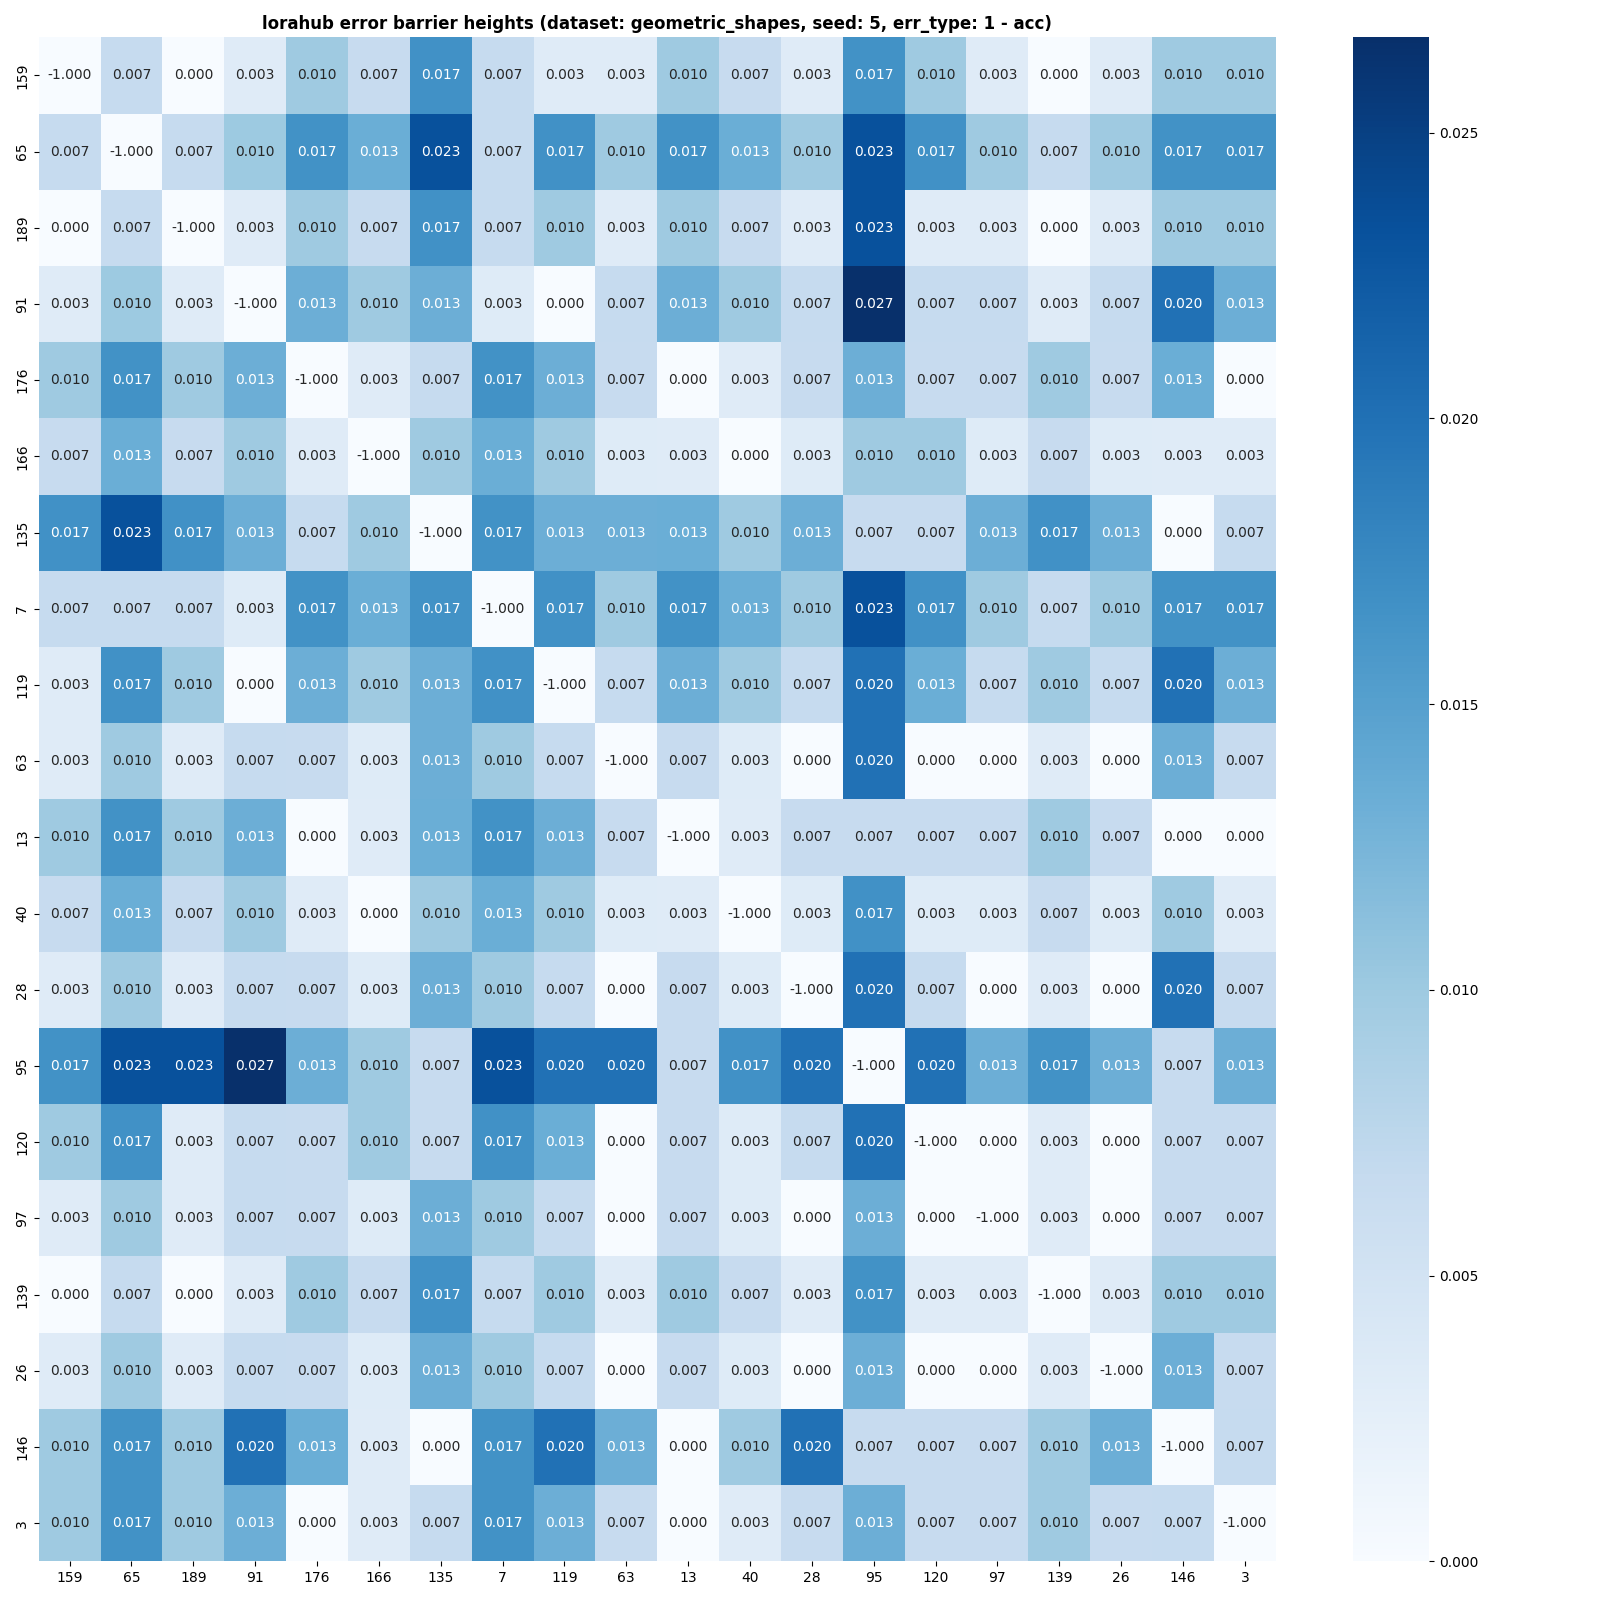 lorahub error barrier heights (dataset: geometric_shapes, seed: 5, err_type: 1 - acc)
159 -1.000 0.007 0.000 0.003 0.010 0.007 0.017 0.007 0.003 0.003 0.010 0.007 0.003 0.017 0.010 0.003 0.000 0.003 0.010 0.010
65 0.007 -1.000 0.007 0.010 0.017 0.013 0.023 0.007 0.017 0.010 0.017 0.013 0.010 0.023 0.017 0.010 0.007 0.010 0.017 0.017
189 0.000 0.007 -1.000 0.003 0.010 0.007 0.017 0.007 0.010 0.003 0.010 0.007 0.003 0.023 0.003 0.003 0.000 0.003 0.010 0.010
91 0.003 0.010 0.003 -1.000 0.013 0.010 0.013 0.003 0.000 0.007 0.013 0.010 0.007 0.027 0.007 0.007 0.003 0.007 0.020 0.013
176 0.010 0.017 0.010 0.013 -1.000 0.003 0.007 0.017 0.013 0.007 0.000 0.003 0.007 0.013 0.007 0.007 0.010 0.007 0.013 0.000
166 0.007 0.013 0.007 0.010 0.003 -1.000 0.010 0.013 0.010 0.003 0.003 0.000 0.003 0.010 0.010 0.003 0.007 0.003 0.003 0.003
135 0.017 0.023 0.017 0.013 0.007 0.010 -1.000 0.017 0.013 0.013 0.013 0.010 0.013 0.007 0.007 0.013 0.017 0.013 0.000 0.007
7 0.007 0.007 0.007 0.003 0.017 0.013 0.017 -1.000 0.017 0.010 0.017 0.013 0.010 0.023 0.017 0.010 0.007 0.010 0.017 0.017
119 0.003 0.017 0.010 0.000 0.013 0.010 0.013 0.017 -1.000 0.007 0.013 0.010 0.007 0.020 0.013 0.007 0.010 0.007 0.020 0.013
63 0.003 0.010 0.003 0.007 0.007 0.003 0.013 0.010 0.007 -1.000 0.007 0.003 0.000 0.020 0.000 0.000 0.003 0.000 0.013 0.007
13 0.010 0.017 0.010 0.013 0.000 0.003 0.013 0.017 0.013 0.007 -1.000 0.003 0.007 0.007 0.007 0.007 0.010 0.007 0.000 0.000
40 0.007 0.013 0.007 0.010 0.003 0.000 0.010 0.013 0.010 0.003 0.003 -1.000 0.003 0.017 0.003 0.003 0.007 0.003 0.010 0.003
28 0.003 0.010 0.003 0.007 0.007 0.003 0.013 0.010 0.007 0.000 0.007 0.003 -1.000 0.020 0.007 0.000 0.003 0.000 0.020 0.007
95 0.017 0.023 0.023 0.027 0.013 0.010 0.007 0.023 0.020 0.020 0.007 0.017 0.020 -1.000 0.020 0.013 0.017 0.013 0.007 0.013
120 0.010 0.017 0.003 0.007 0.007 0.010 0.007 0.017 0.013 0.000 0.007 0.003 0.007 0.020 -1.000 0.000 0.003 0.000 0.007 0.007
97 0.003 0.010 0.003 0.007 0.007 0.003 0.013 0.010 0.007 0.000 0.007 0.003 0.000 0.013 0.000 -1.000 0.003 0.000 0.007 0.007
139 0.000 0.007 0.000 0.003 0.010 0.007 0.017 0.007 0.010 0.003 0.010 0.007 0.003 0.017 0.003 0.003 -1.000 0.003 0.010 0.010
26 0.003 0.010 0.003 0.007 0.007 0.003 0.013 0.010 0.007 0.000 0.007 0.003 0.000 0.013 0.000 0.000 0.003 -1.000 0.013 0.007
146 0.010 0.017 0.010 0.020 0.013 0.003 0.000 0.017 0.020 0.013 0.000 0.010 0.020 0.007 0.007 0.007 0.010 0.013 -1.000 0.007
3 0.010 0.017 0.010 0.013 0.000 0.003 0.007 0.017 0.013 0.007 0.000 0.003 0.007 0.013 0.007 0.007 0.010 0.007 0.007 -1.000
159 65 189 91 176 166 135 7 119 63 13 40 28 95 120 97 139 26 146 3
0.025
0.020
0.015
0.010
0.005
0.000